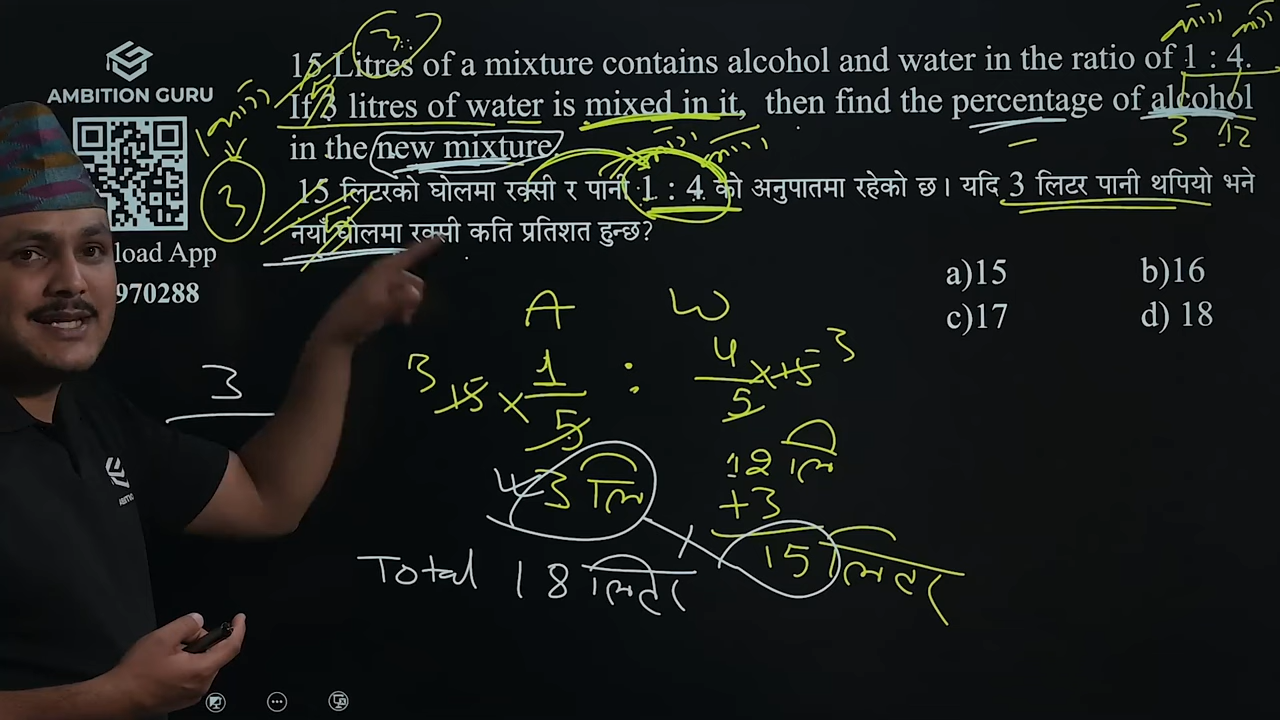 AMBITION GURU
load App
970288
15 Litres of a mixture contains alcohol and water in the ratio of 1 : 4.
If 3 litres of water is mixed in it, then find the percentage of alcohol
in the new mixture
15 लिटरको घोलमा रक्सी र पानी 1 : 4 को अनुपातमा रहेको छ। यदि 3 लिटर पानी थपियो भने
नयाँ घोलमा रक्सी कति प्रतिशत हुन्छ?
a)15 b)16
c)17 d) 18
3 12
3
3
A W
3 15 × 1/5 : 4/5 × 15 3
3 लि 12 लि
+3
15 लिटर
Total 18 लिटर
3